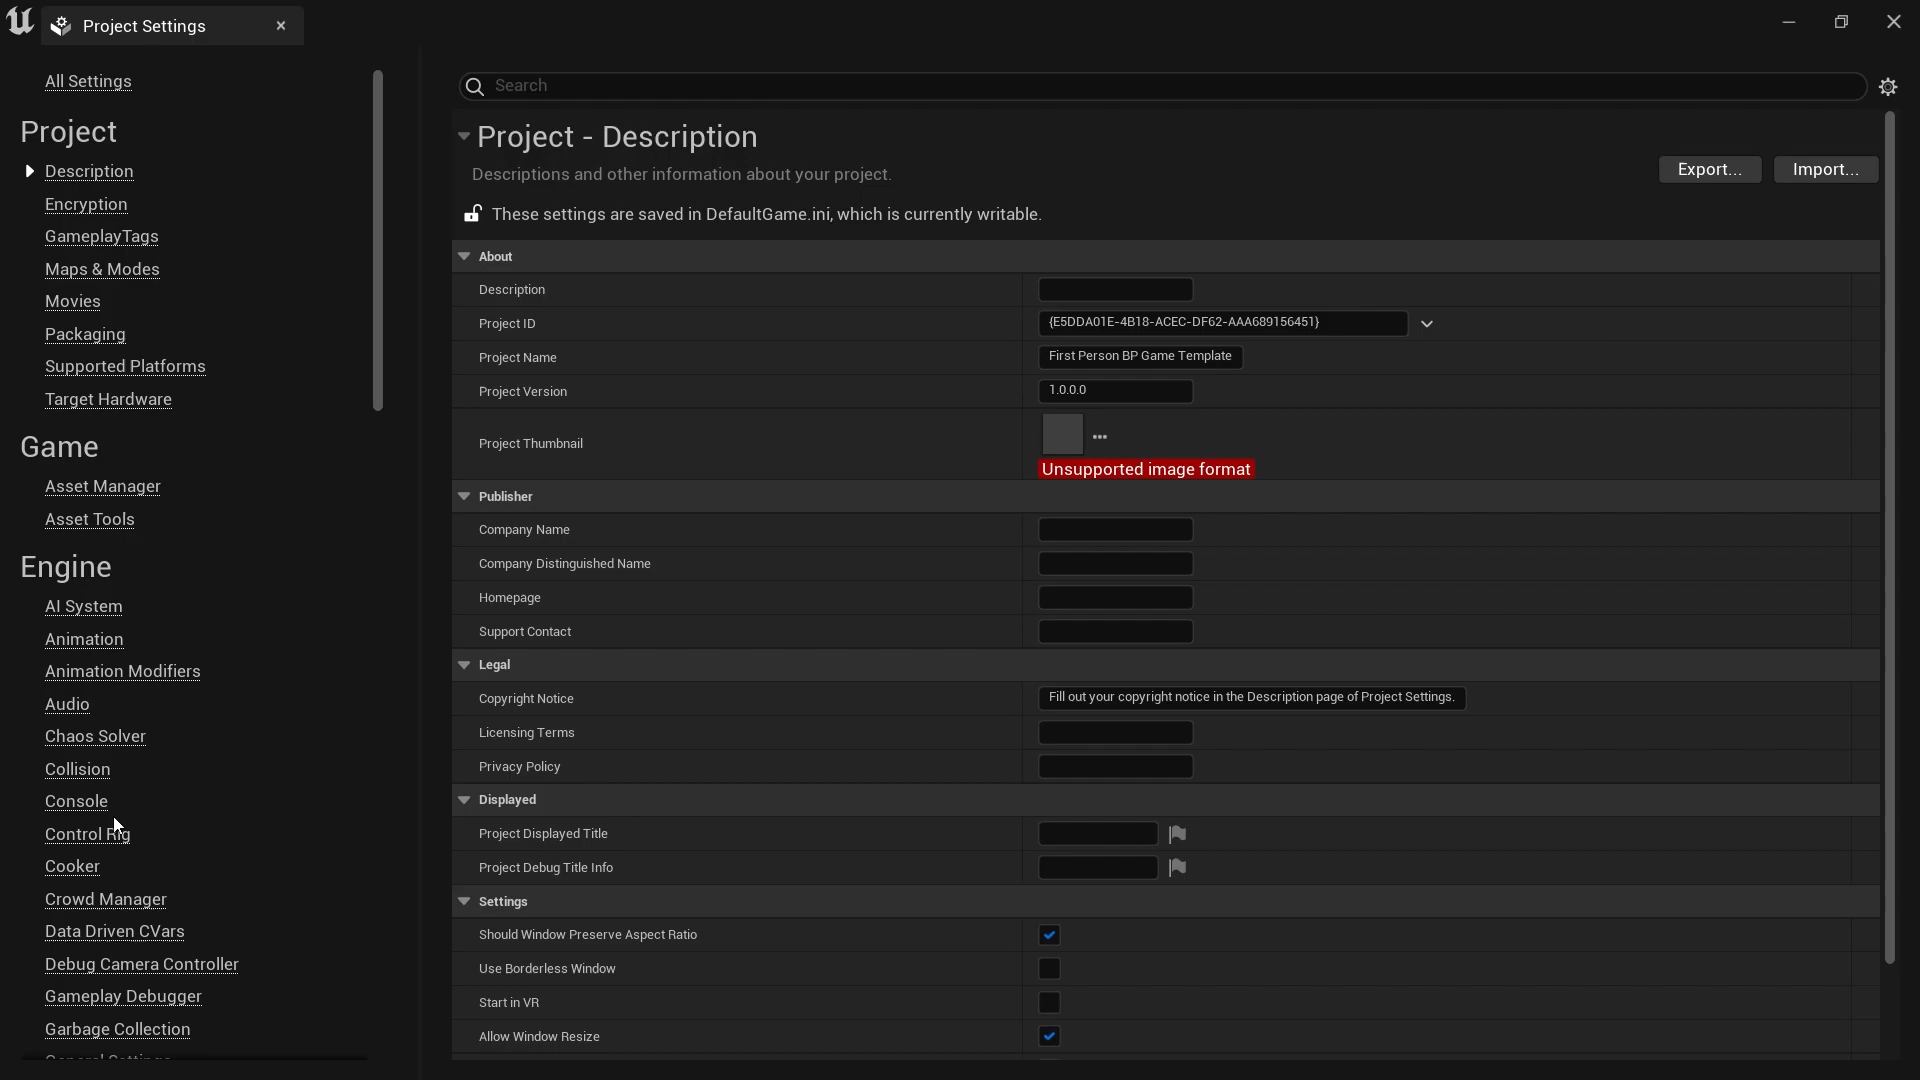 Project Settings
All Settings
Project
Description
Encryption
GameplayTags
Maps & Modes
Movies
Packaging
Supported Platforms
Target Hardware
Game
Asset Manager
Asset Tools
Engine
AI System
Animation
Animation Modifiers
Audio
Chaos Solver
Collision
Console
Control Rig
Cooker
Crowd Manager
Data Driven CVars
Debug Camera Controller
Gameplay Debugger
Garbage Collection
General Settings
Search
Project - Description
Descriptions and other information about your project.
Export...
Import...
These settings are saved in DefaultGame.ini, which is currently writable.
About
Description
Project ID
{E5DDA01E-4B18-ACEC-DF62-AAA689156451}
Project Name
First Person BP Game Template
Project Version
1.0.0.0
Project Thumbnail
Unsupported image format
Publisher
Company Name
Company Distinguished Name
Homepage
Support Contact
Legal
Copyright Notice
Fill out your copyright notice in the Description page of Project Settings.
Licensing Terms
Privacy Policy
Displayed
Project Displayed Title
Project Debug Title Info
Settings
Should Window Preserve Aspect Ratio
Use Borderless Window
Start in VR
Allow Window Resize